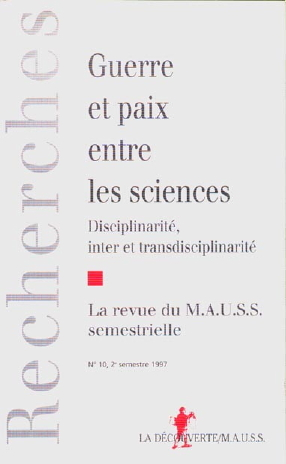 Recherches
Guerre
et paix
entre
les sciences
Disciplinarité,
inter et transdisciplinarité
La revue du M.A.U.S.S.
semestrielle
N° 10, 2e semestre 1997
LA DÉCOUVERTE/M.A.U.S.S.